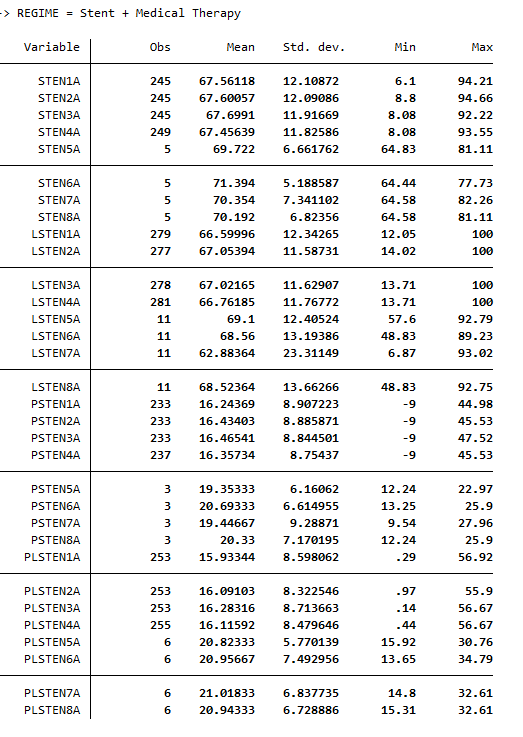 -> REGIME = Stent + Medical Therapy
Variable Obs Mean Std. dev. Min Max
STEN1A 245 67.56118 12.10872 6.1 94.21
STEN2A 245 67.60057 12.09086 8.8 94.66
STEN3A 245 67.6991 11.91669 8.08 92.22
STEN4A 249 67.45639 11.82586 8.08 93.55
STEN5A 5 69.722 6.661762 64.83 81.11
STEN6A 5 71.394 5.188587 64.44 77.73
STEN7A 5 70.354 7.341102 64.58 82.26
STEN8A 5 70.192 6.82356 64.58 81.11
LSTEN1A 279 66.59996 12.34265 12.05 100
LSTEN2A 277 67.05394 11.58731 14.02 100
LSTEN3A 278 67.02165 11.62907 13.71 100
LSTEN4A 281 66.76185 11.76772 13.71 100
LSTEN5A 11 69.1 12.40524 57.6 92.79
LSTEN6A 11 68.56 13.19386 48.83 89.23
LSTEN7A 11 62.88364 23.31149 6.87 93.02
LSTEN8A 11 68.52364 13.66266 48.83 92.75
PSTEN1A 233 16.24369 8.907223 -9 44.98
PSTEN2A 233 16.43403 8.885871 -9 45.53
PSTEN3A 233 16.46541 8.844501 -9 47.52
PSTEN4A 237 16.35734 8.75437 -9 45.53
PSTEN5A 3 19.35333 6.16062 12.24 22.97
PSTEN6A 3 20.69333 6.614955 13.25 25.9
PSTEN7A 3 19.44667 9.28871 9.54 27.96
PSTEN8A 3 20.33 7.170195 12.24 25.9
PLSTEN1A 253 15.93344 8.598062 .29 56.92
PLSTEN2A 253 16.09103 8.322546 .97 55.9
PLSTEN3A 253 16.28316 8.713663 .14 56.67
PLSTEN4A 255 16.11592 8.479646 .44 56.67
PLSTEN5A 6 20.82333 5.770139 15.92 30.76
PLSTEN6A 6 20.95667 7.492956 13.65 34.79
PLSTEN7A 6 21.01833 6.837735 14.8 32.61
PLSTEN8A 6 20.94333 6.728886 15.31 32.61